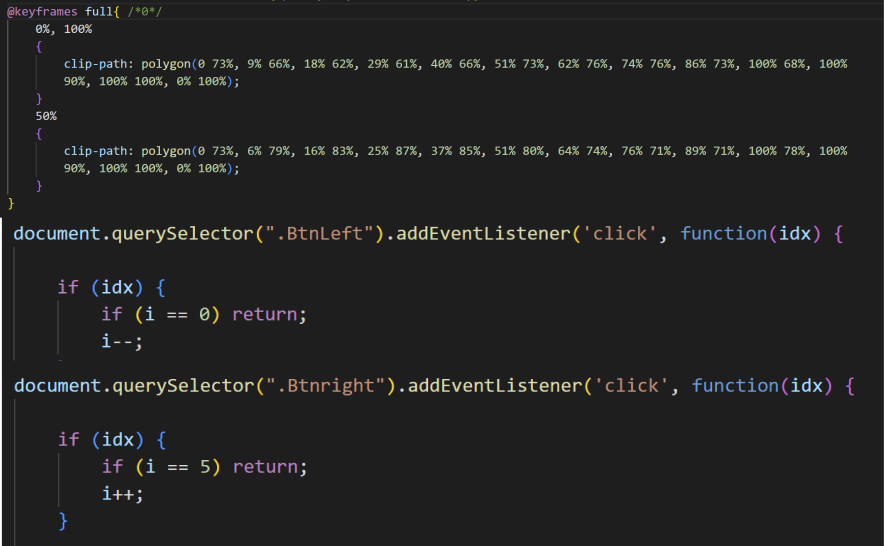 @keyframes full{ /*0*/
0%, 100%
{
clip-path: polygon(0 73%, 9% 66%, 18% 62%, 29% 61%, 40% 66%, 51% 73%, 62% 76%, 74% 76%, 86% 73%, 100% 68%, 100%
90%, 100% 100%, 0% 100%);
}
50%
{
clip-path: polygon(0 73%, 6% 79%, 16% 83%, 25% 87%, 37% 85%, 51% 80%, 64% 74%, 76% 71%, 89% 71%, 100% 78%, 100%
90%, 100% 100%, 0% 100%);
}
}
document.querySelector(".BtnLeft").addEventListener('click', function(idx) {
if (idx) {
if (i == 0) return;
i--;
document.querySelector(".Btnright").addEventListener('click', function(idx) {
if (idx) {
if (i == 5) return;
i++;
}